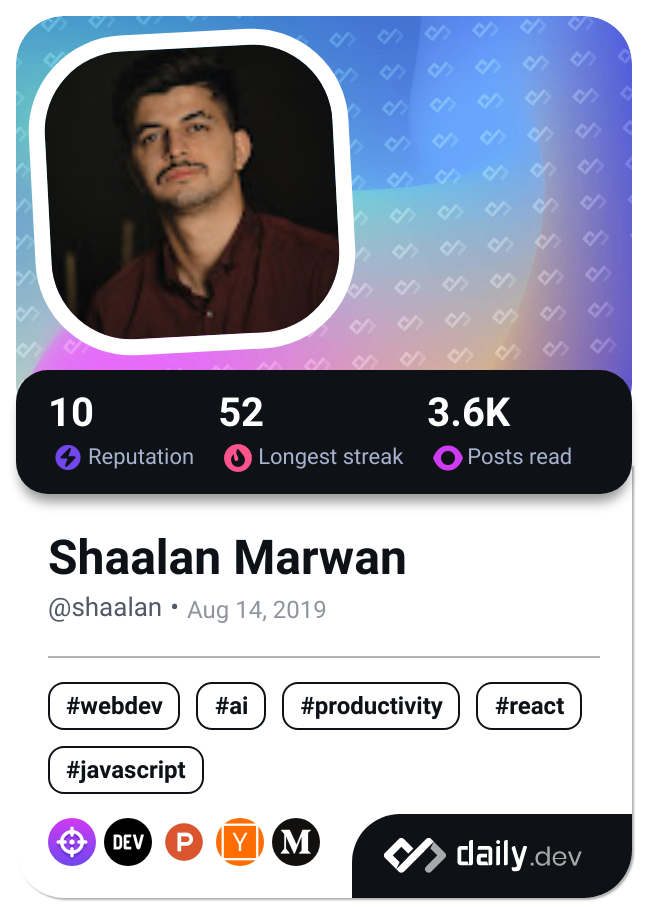 10 52 3.6K
Reputation Longest streak Posts read
Shaalan Marwan
@shaalan • Aug 14, 2019
#webdev #ai #productivity #react
#javascript
DEV P Y M daily.dev